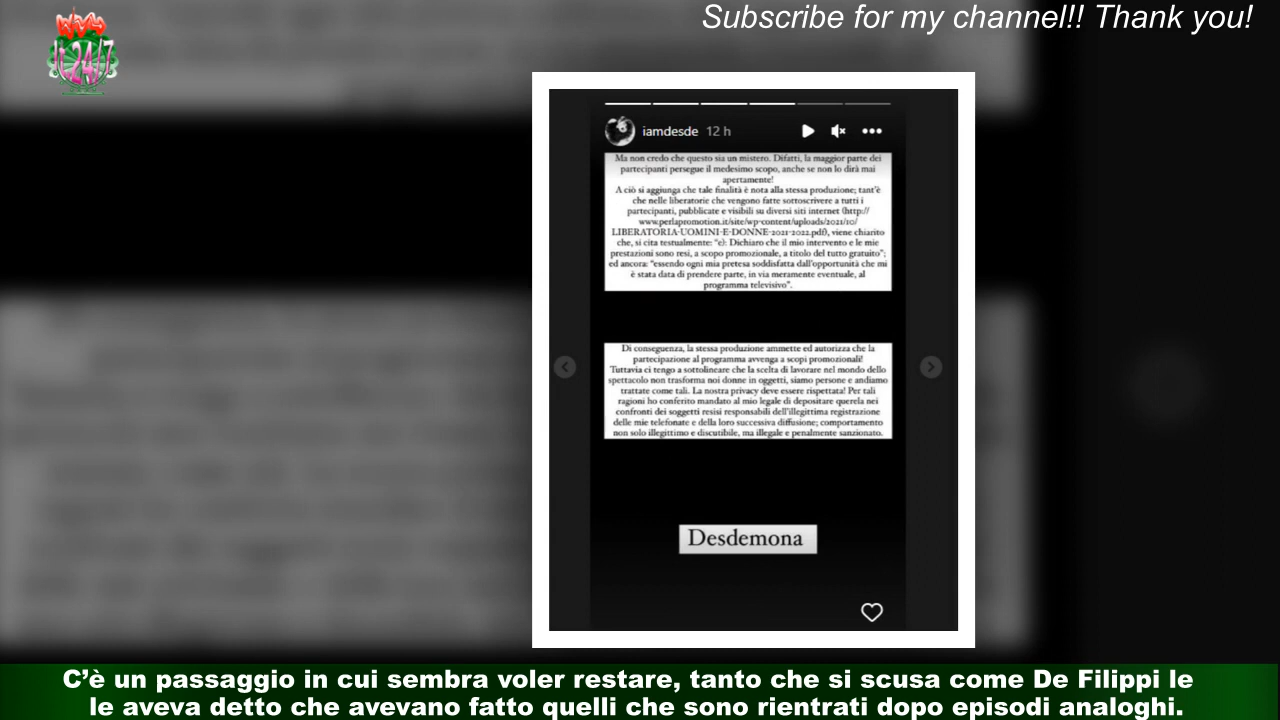 Subscribe for my channel!! Thank you!
24/7
iamdesde 12 h
Ma non credo che questo sia un mistero. Difatti, la maggior parte dei
partecipanti persegue il medesimo scopo, anche se non lo dirà mai
apertamente!
A ciò si aggiunga che tale finalità è nota alla stessa produzione; tant'è
che nelle liberatorie che vengono fatte sottoscrivere a tutti i
partecipanti, pubblicate e visibili su diversi siti internet (http://
www.perlapromotion.it/site/wp-content/uploads/2021/10/
LIBERATORIA-UOMINI-E-DONNE-2021-2022.pdf), viene chiarito
che, si cita testualmente: “e): Dichiaro che il mio intervento e le mie
prestazioni sono resi, a scopo promozionale, a titolo del tutto gratuito”;
ed ancora: “essendo ogni mia pretesa soddisfatta dall'opportunità che mi
è stata data di prendere parte, in via meramente eventuale, al
programma televisivo”.
Di conseguenza, la stessa produzione ammette ed autorizza che la
partecipazione al programma avvenga a scopi promozionali!
Tuttavia ci tengo a sottolineare che la scelta di lavorare nel mondo dello
spettacolo non trasforma noi donne in oggetti, siamo persone e andiamo
trattate come tali. La nostra privacy deve essere rispettata! Per tali
ragioni ho conferito mandato al mio legale di depositare querela nei
confronti dei soggetti resisi responsabili dell'illegittima registrazione
delle mie telefonate e della loro successiva diffusione; comportamento
non solo illegittimo e discutibile, ma illegale e penalmente sanzionato.
Desdemona
C’è un passaggio in cui sembra voler restare, tanto che si scusa come De Filippi le
le aveva detto che avevano fatto quelli che sono rientrati dopo episodi analoghi.